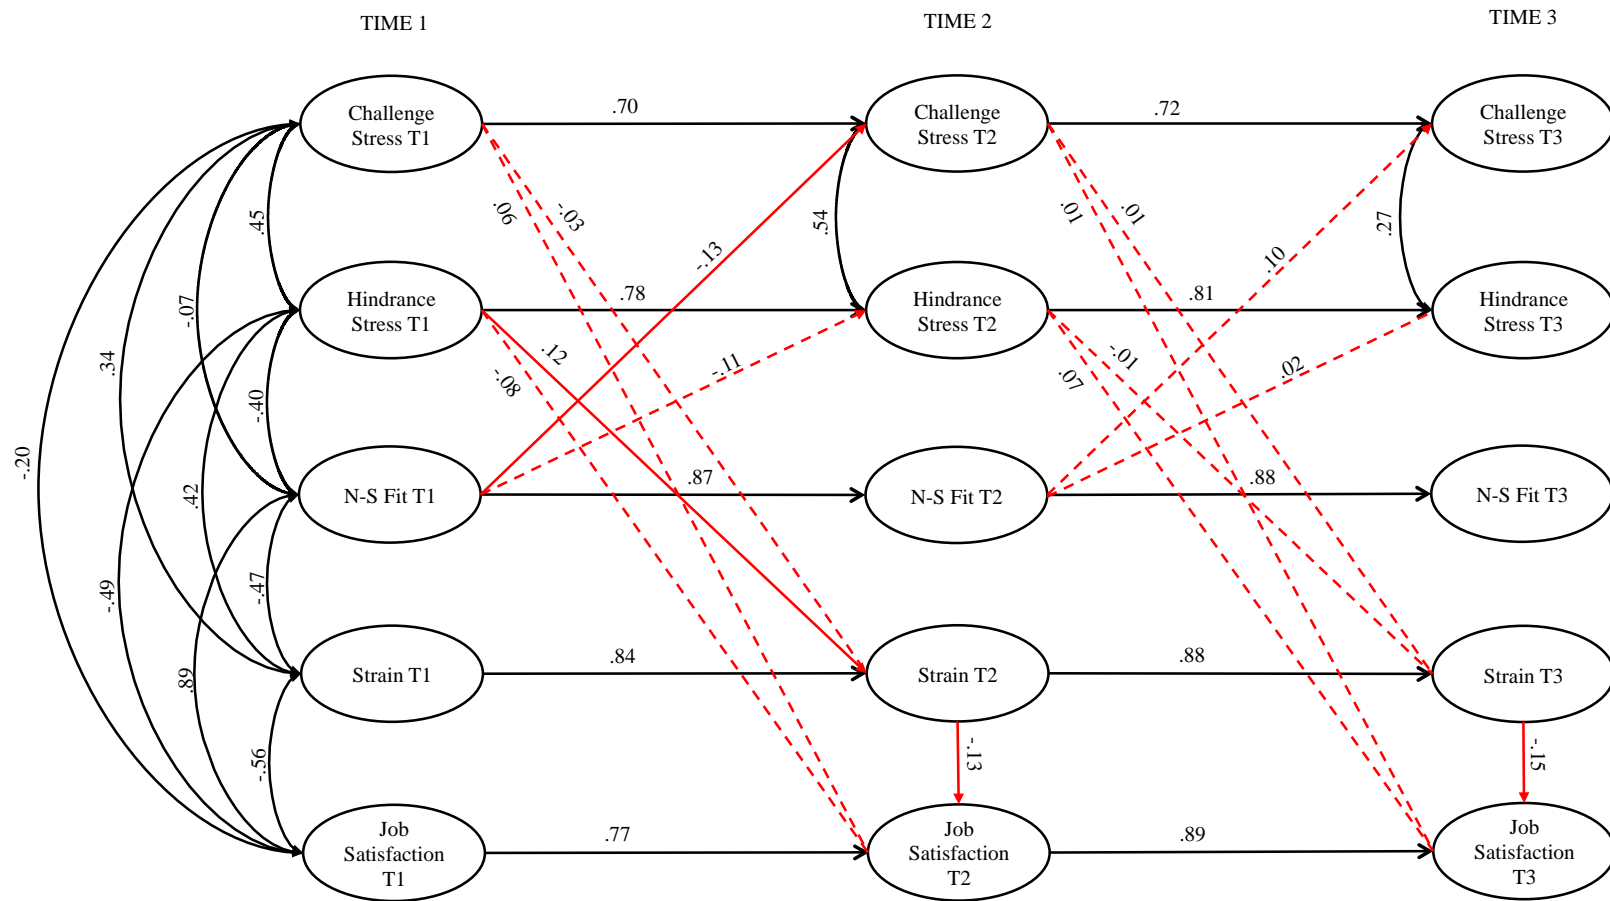 TIME 1
TIME 2
TIME 3
Challenge
Stress T1
.70
Challenge
Stress T2
.72
Challenge
Stress T3
.45
.06
-.03
-.13
.54
.01
.01
.10
.27
Hindrance
Stress T1
.78
Hindrance
Stress T2
.81
Hindrance
Stress T3
-.07
.34
.12
-.08
-.11
-.01
.07
.02
-.40
-.20
N-S Fit T1
.87
N-S Fit T2
.88
N-S Fit T3
.42
-.49
-.47
.89
Strain T1
.84
Strain T2
.88
Strain T3
-.56
-.13
-.15
Job
Satisfaction
T1
.77
Job
Satisfaction
T2
.89
Job
Satisfaction
T3